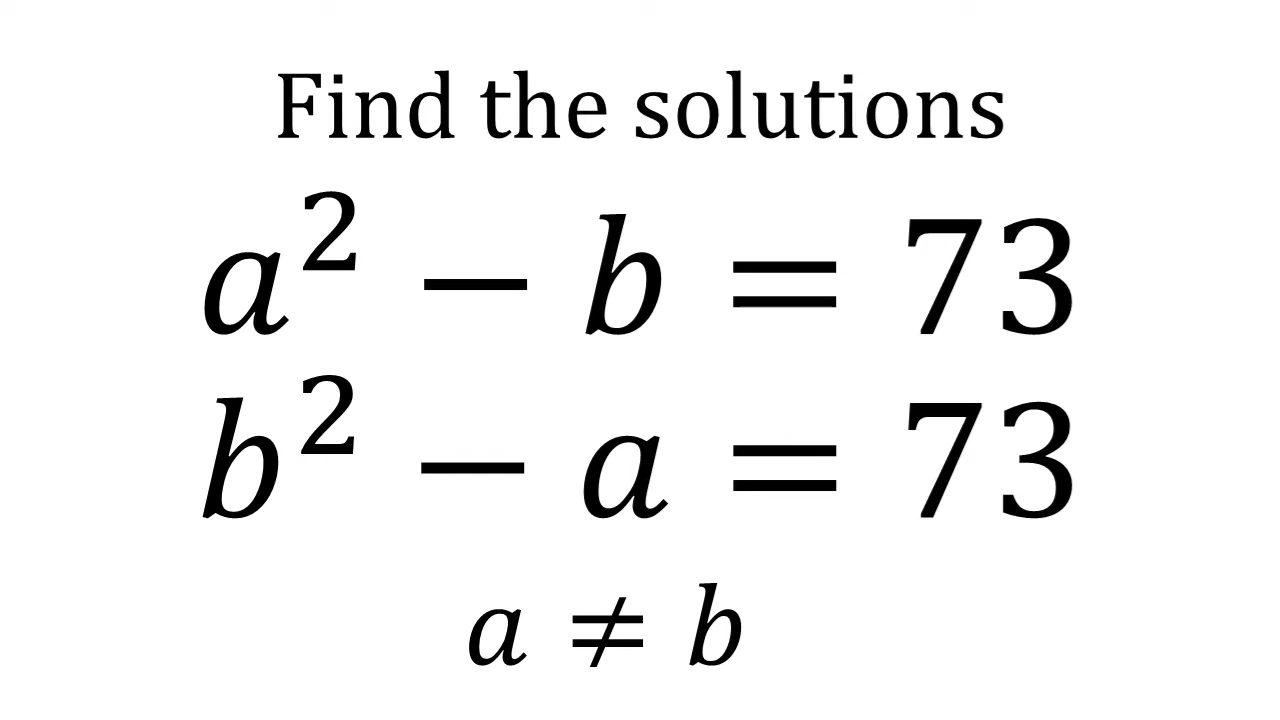 Find the solutions
a² − b = 73
b² − a = 73
a ≠ b